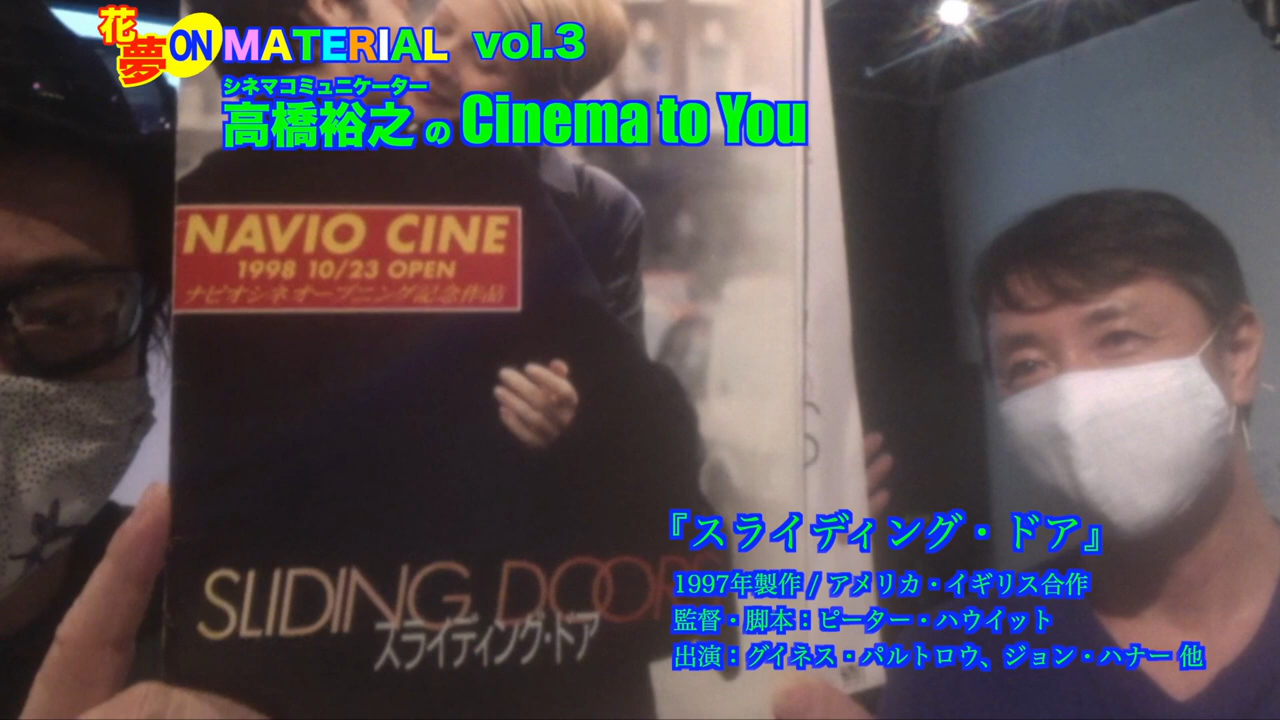 花夢ON MATERIAL vol.3
シネマコミュニケーター
高橋裕之の Cinema to You
NAVIO CINE
1998 10/23 OPEN
ナビオシネオープニング記念作品
SLIDING DOORS
スライディング・ドア
『スライディング・ドア』
1997年製作 / アメリカ・イギリス合作
監督・脚本：ピーター・ハウイット
出演：グイネス・パルトロウ、ジョン・ハナー 他